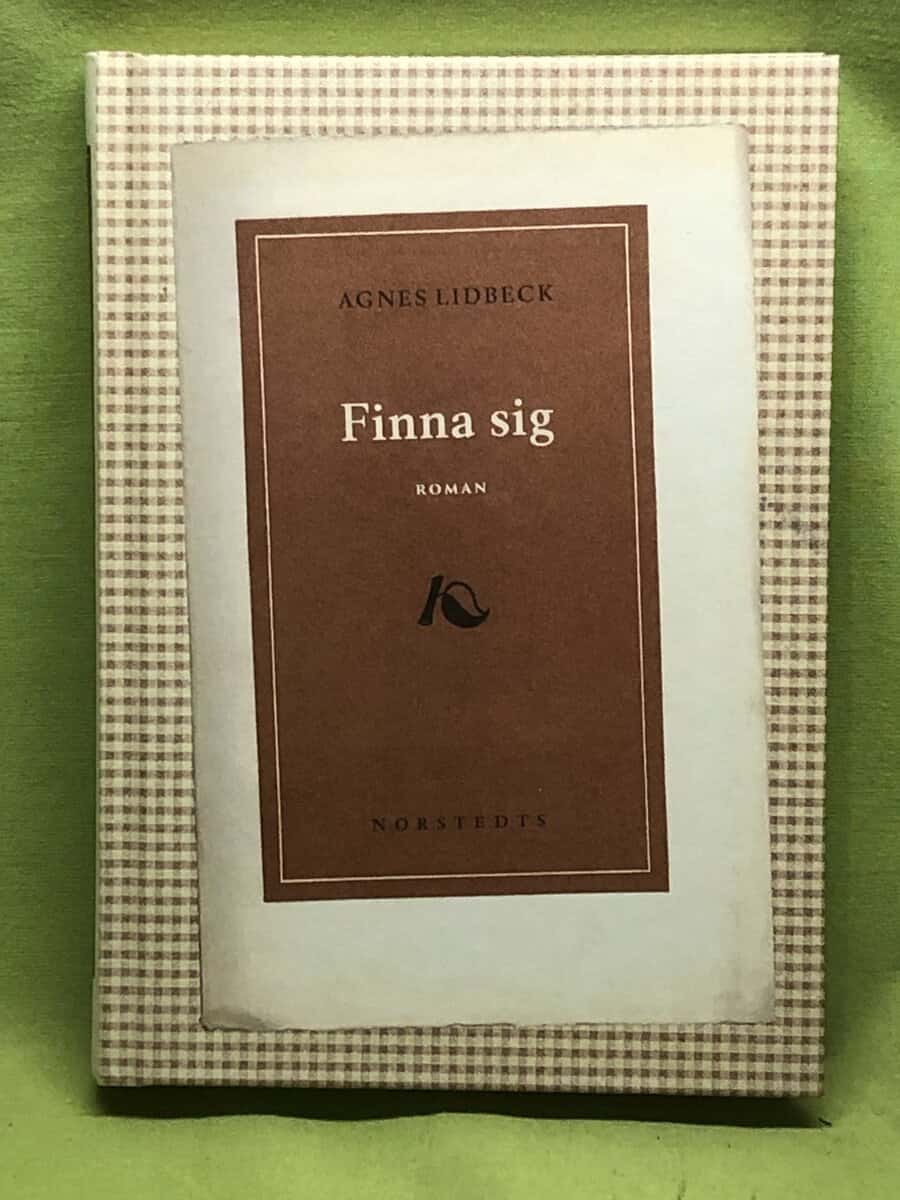 AGNES LIDBECK
Finna sig
ROMAN
NORSTEDTS